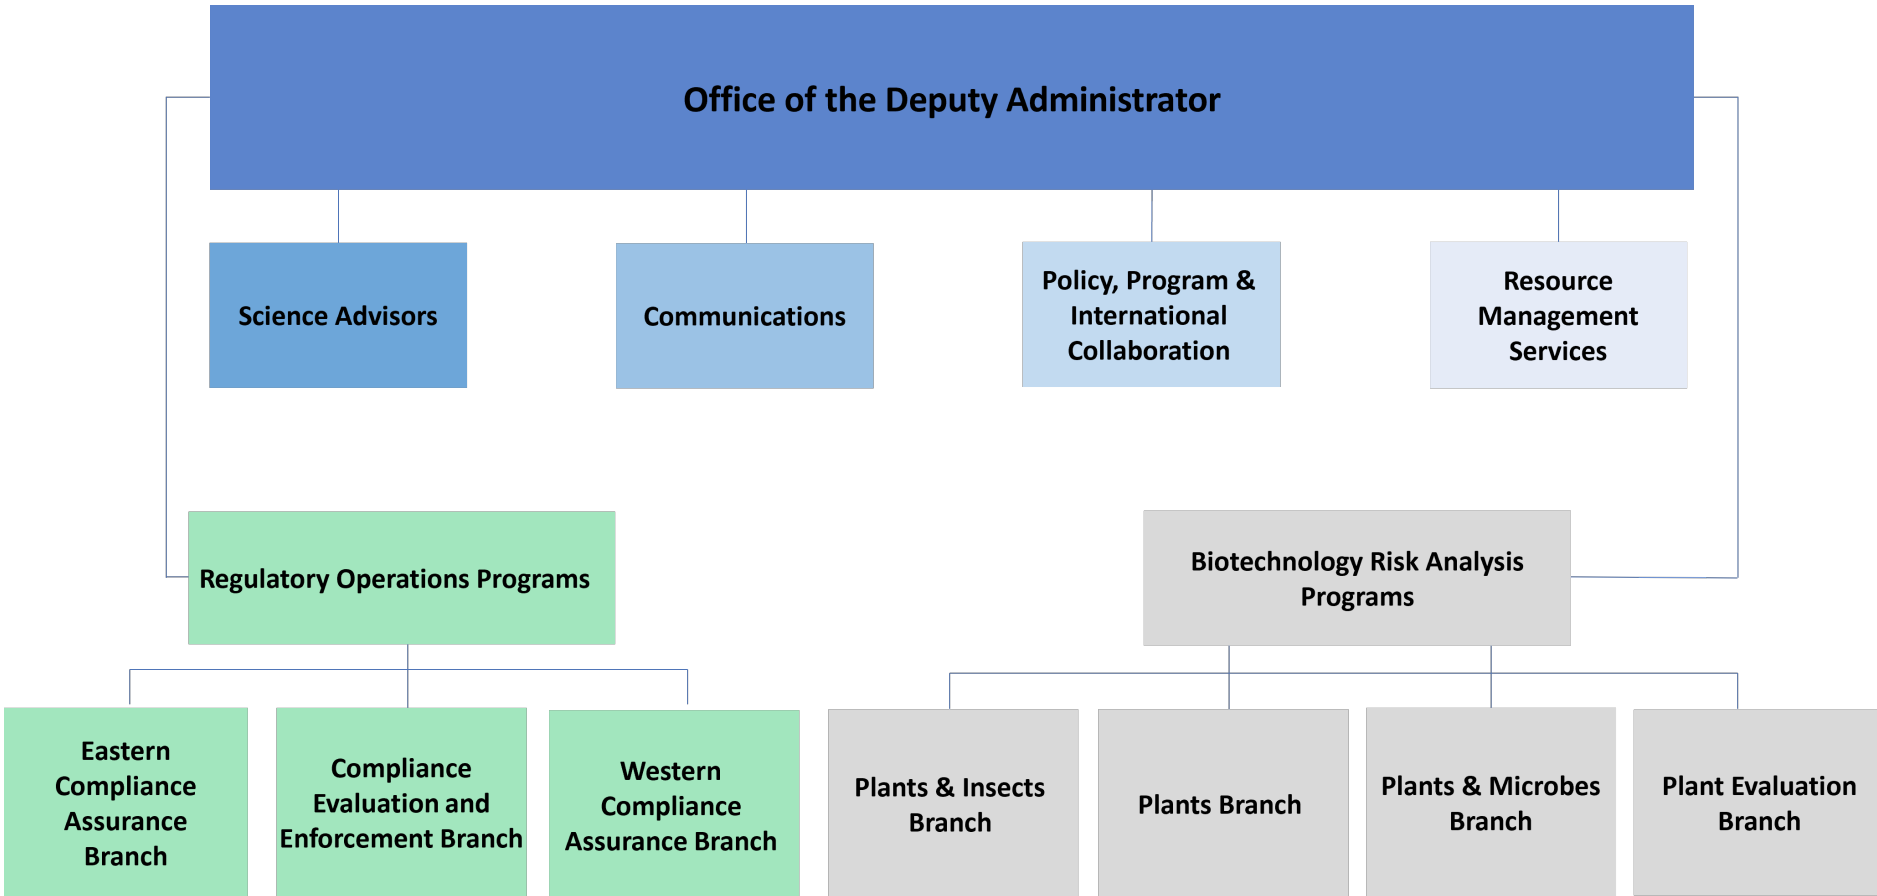 Office of the Deputy Administrator
Science Advisors
Communications
Policy, Program &
International
Collaboration
Resource
Management
Services
Regulatory Operations Programs
Biotechnology Risk Analysis
Programs
Eastern
Compliance
Assurance
Branch
Compliance
Evaluation and
Enforcement Branch
Western
Compliance
Assurance Branch
Plants & Insects
Branch
Plants Branch
Plants & Microbes
Branch
Plant Evaluation
Branch